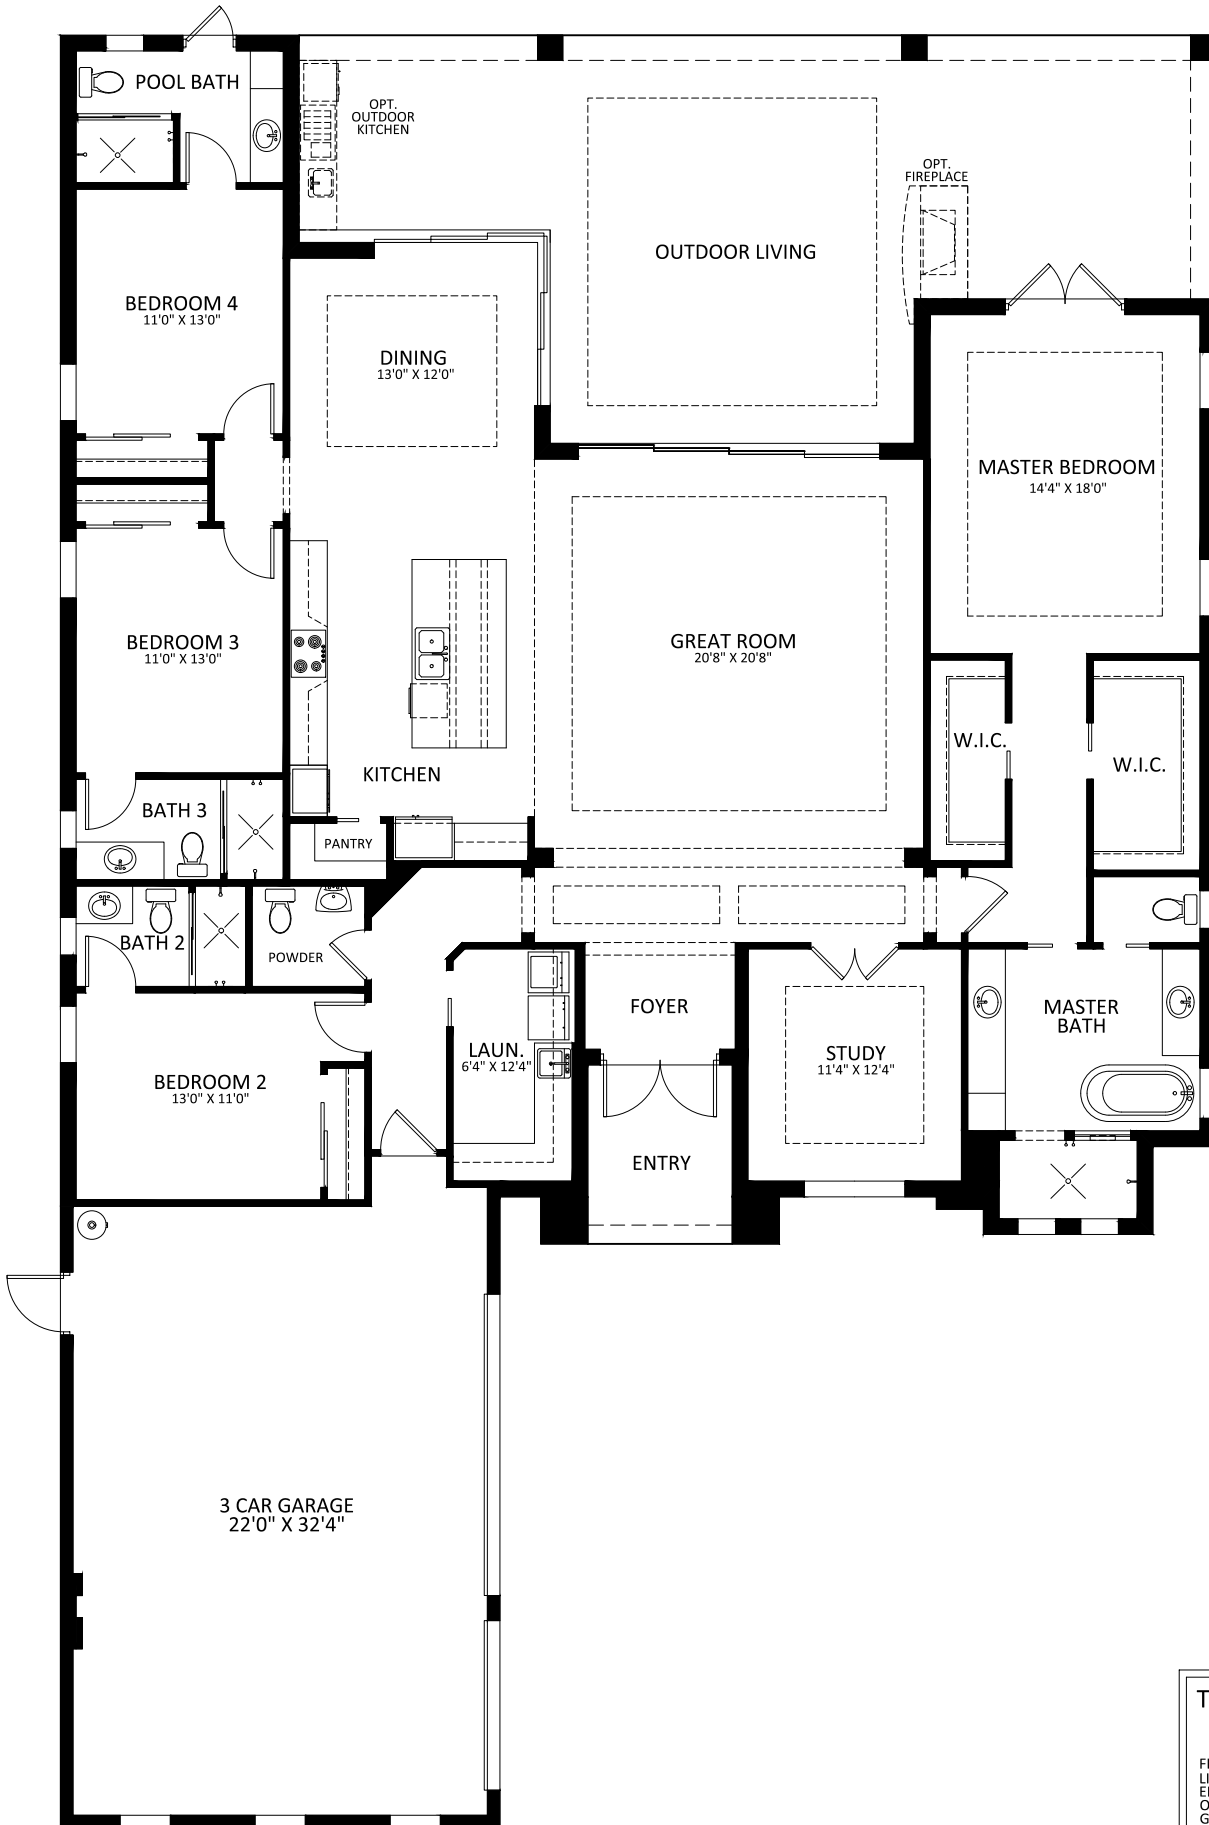 POOL BATH
OPT.
OUTDOOR
KITCHEN
OPT.
FIREPLACE
OUTDOOR LIVING
BEDROOM 4
11'0" X 13'0"
DINING
13'0" X 12'0"
MASTER BEDROOM
14'4" X 18'0"
BEDROOM 3
11'0" X 13'0"
GREAT ROOM
20'8" X 20'8"
W.I.C.
W.I.C.
KITCHEN
BATH 3
PANTRY
BATH 2
POWDER
FOYER
MASTER
BATH
LAUN.
6'4" X 12'4"
STUDY
11'4" X 12'4"
BEDROOM 2
13'0" X 11'0"
ENTRY
3 CAR GARAGE
22'0" X 32'4"